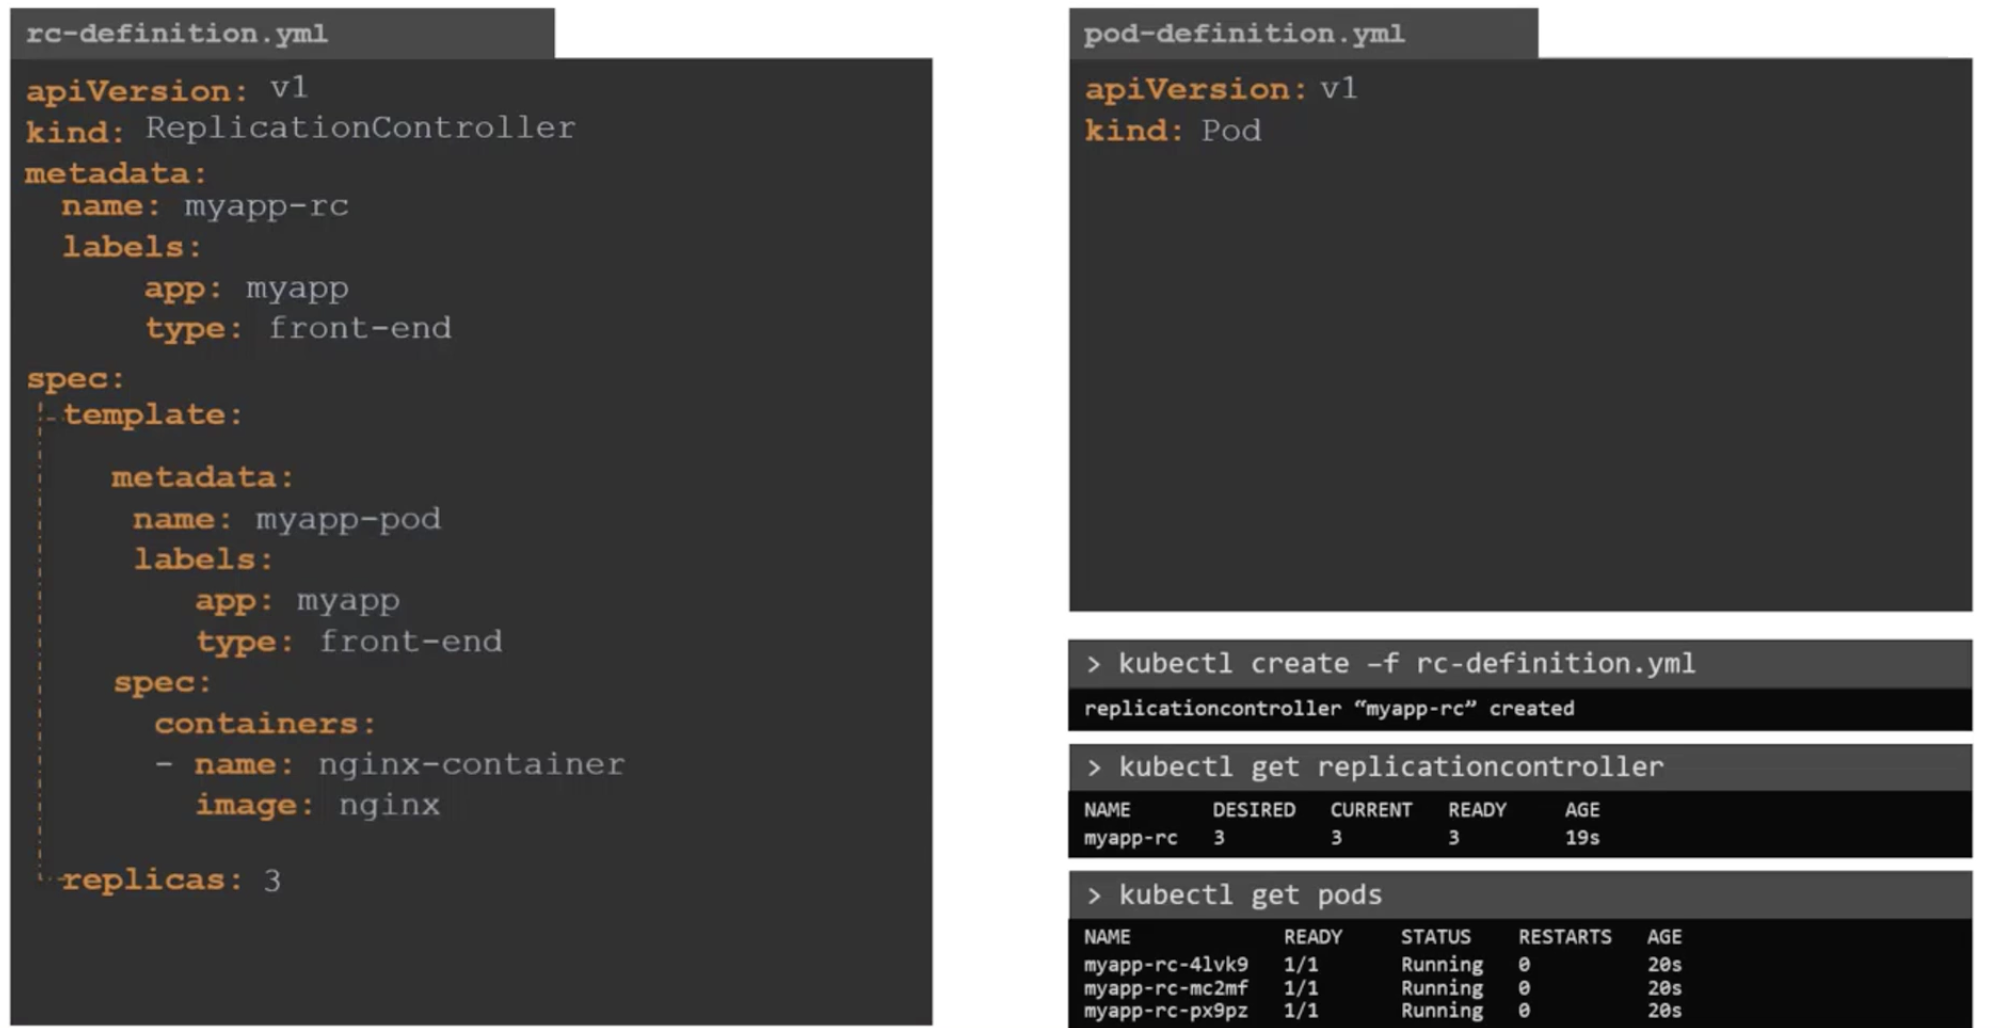 rc-definition.yml
apiVersion: v1
kind: ReplicationController
metadata:
name: myapp-rc
labels:
app: myapp
type: front-end
spec:
template:
metadata:
name: myapp-pod
labels:
app: myapp
type: front-end
spec:
containers:
- name: nginx-container
image: nginx
replicas: 3
pod-definition.yml
apiVersion: v1
kind: Pod
> kubectl create –f rc-definition.yml
replicationcontroller “myapp-rc” created
> kubectl get replicationcontroller
NAME DESIRED CURRENT READY AGE
myapp-rc 3 3 3 19s
> kubectl get pods
NAME READY STATUS RESTARTS AGE
myapp-rc-4lvk9 1/1 Running 0 20s
myapp-rc-mc2mf 1/1 Running 0 20s
myapp-rc-px9pz 1/1 Running 0 20s